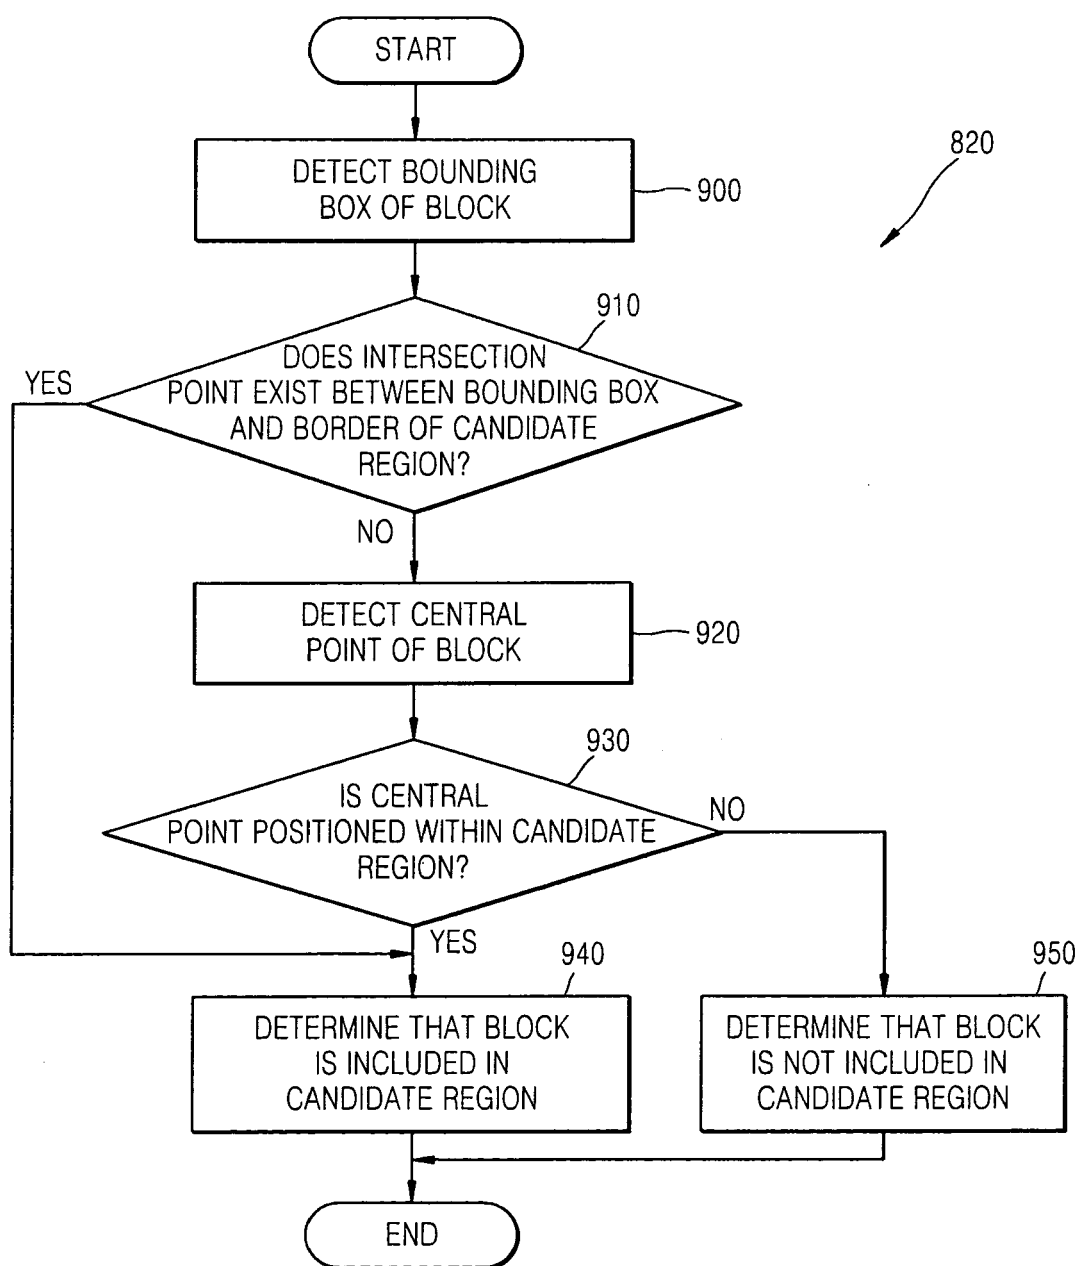 START
820
DETECT BOUNDING
BOX OF BLOCK
900
910
DOES INTERSECTION
POINT EXIST BETWEEN BOUNDING BOX
AND BORDER OF CANDIDATE
REGION?
YES
NO
DETECT CENTRAL
POINT OF BLOCK
920
930
IS CENTRAL
POINT POSITIONED WITHIN CANDIDATE
REGION?
NO
YES
940
DETERMINE THAT BLOCK
IS INCLUDED IN
CANDIDATE REGION
950
DETERMINE THAT BLOCK
IS NOT INCLUDED IN
CANDIDATE REGION
END